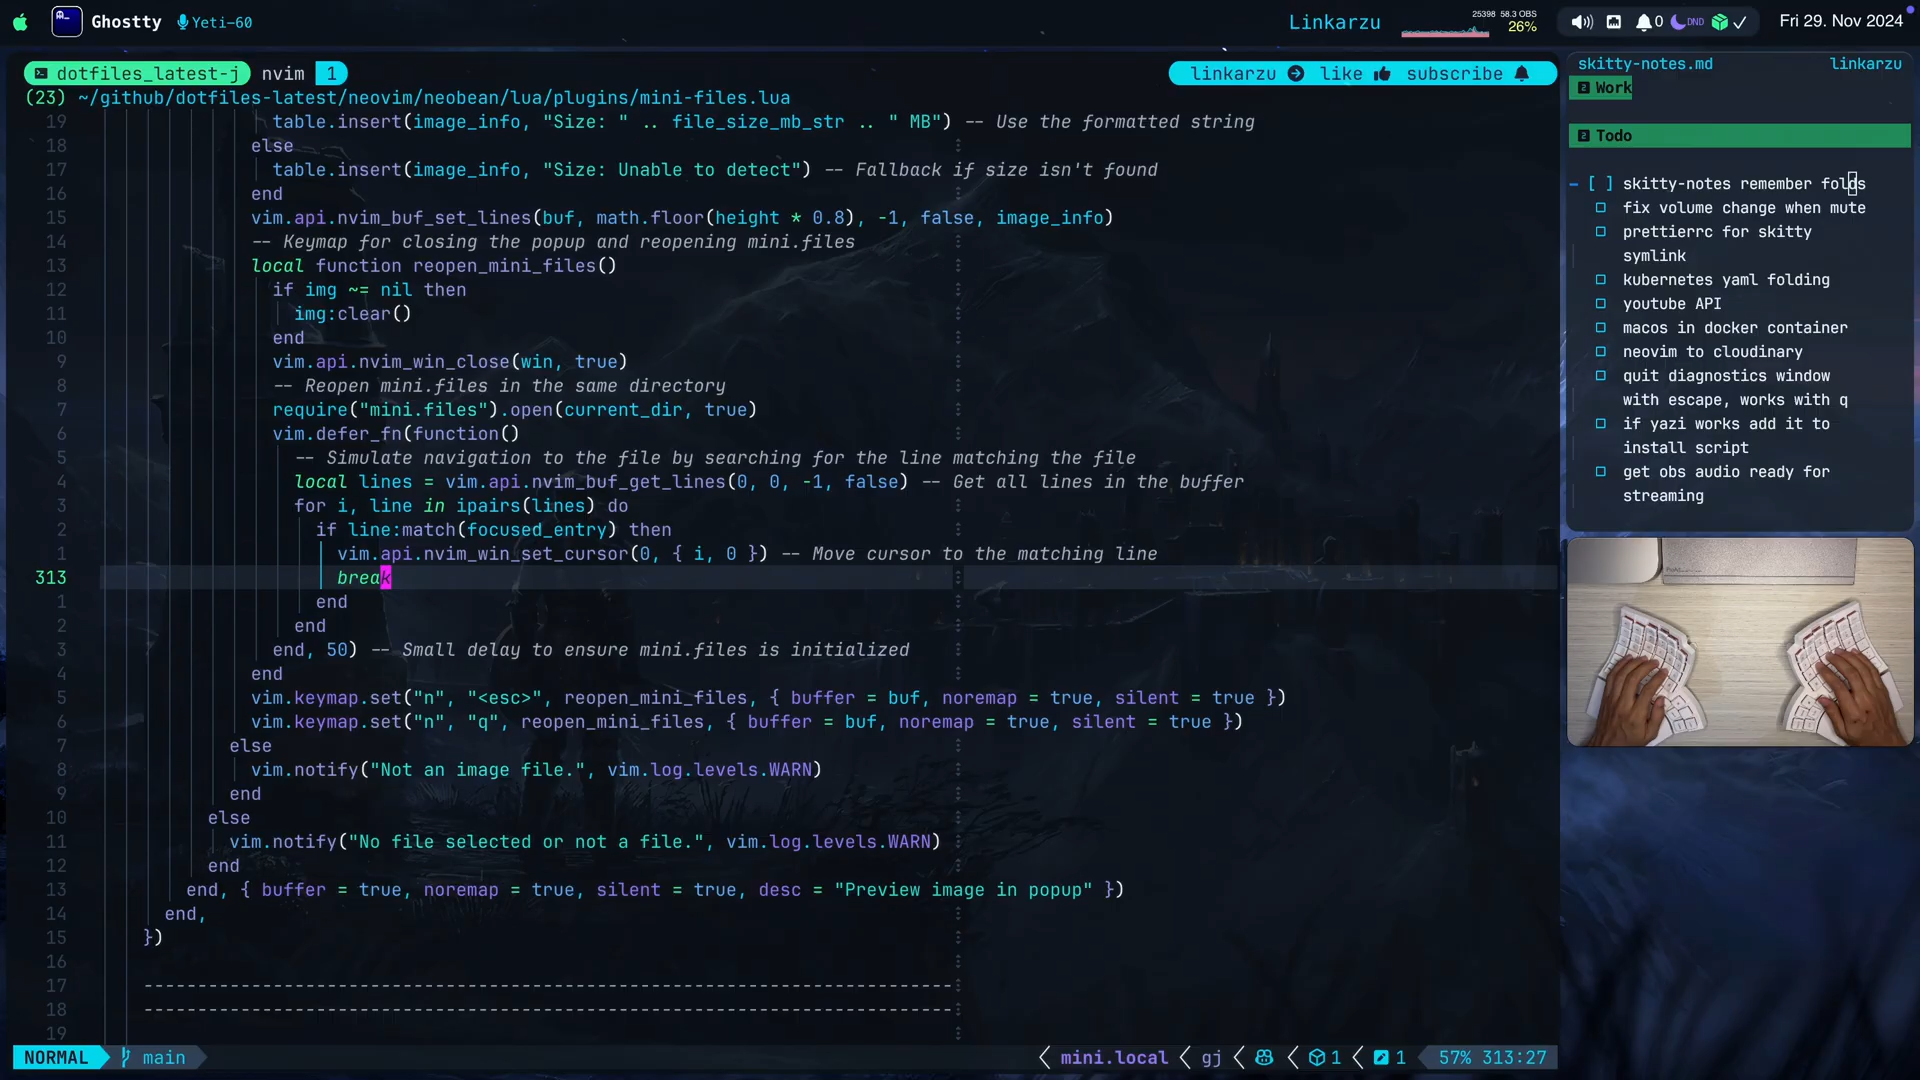 Ghostty Yeti-60 Linkarzu 25398 58.3 OBS 26% 0 DND Fri 29. Nov 2024
dotfiles_latest-j nvim 1 linkarzu like subscribe
(23) ~/github/dotfiles-latest/neovim/neobean/lua/plugins/mini-files.lua
19 table.insert(image_info, "Size: " .. file_size_mb_str .. " MB") -- Use the formatted string
18 else
17 table.insert(image_info, "Size: Unable to detect") -- Fallback if size isn't found
16 end
15 vim.api.nvim_buf_set_lines(buf, math.floor(height * 0.8), -1, false, image_info)
14 -- Keymap for closing the popup and reopening mini.files
13 local function reopen_mini_files()
12 if img ~= nil then
11 img:clear()
10 end
9 vim.api.nvim_win_close(win, true)
8 -- Reopen mini.files in the same directory
7 require("mini.files").open(current_dir, true)
6 vim.defer_fn(function()
5 -- Simulate navigation to the file by searching for the line matching the file
4 local lines = vim.api.nvim_buf_get_lines(0, 0, -1, false) -- Get all lines in the buffer
3 for i, line in ipairs(lines) do
2 if line:match(focused_entry) then
1 vim.api.nvim_win_set_cursor(0, { i, 0 }) -- Move cursor to the matching line
313 break
1 end
2 end
3 end, 50) -- Small delay to ensure mini.files is initialized
4 end
5 vim.keymap.set("n", "<esc>", reopen_mini_files, { buffer = buf, noremap = true, silent = true })
6 vim.keymap.set("n", "q", reopen_mini_files, { buffer = buf, noremap = true, silent = true })
7 else
8 vim.notify("Not an image file.", vim.log.levels.WARN)
9 end
10 else
11 vim.notify("No file selected or not a file.", vim.log.levels.WARN)
12 end
13 end, { buffer = true, noremap = true, silent = true, desc = "Preview image in popup" })
14 end,
15 })
16
17 ---------------------------------------------------------------------------
18 ---------------------------------------------------------------------------
19
NORMAL main mini.local gj 1 1 57% 313:27
skitty-notes.md linkarzu
2 Work
2 Todo
- [ ] skitty-notes remember folds
fix volume change when mute
prettierrc for skitty
symlink
kubernetes yaml folding
youtube API
macos in docker container
neovim to cloudinary
quit diagnostics window
with escape, works with q
if yazi works add it to
install script
get obs audio ready for
streaming